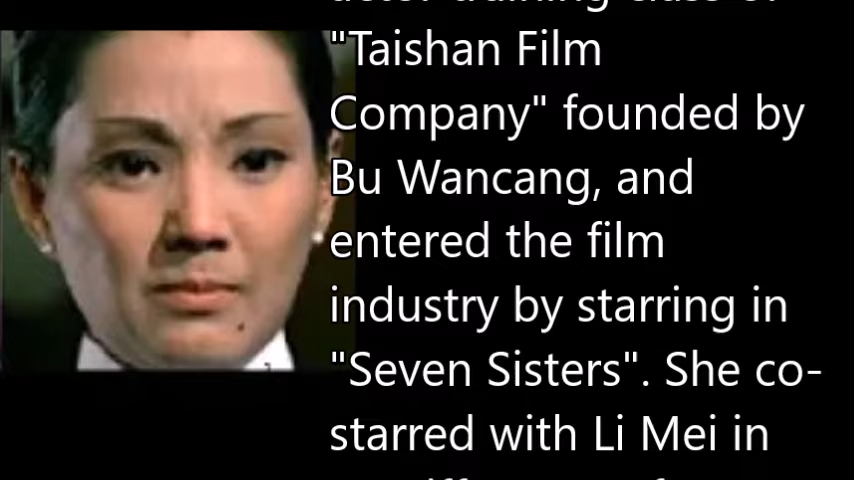 "Taishan Film
Company" founded by
Bu Wancang, and
entered the film
industry by starring in
"Seven Sisters". She co-
starred with Li Mei in